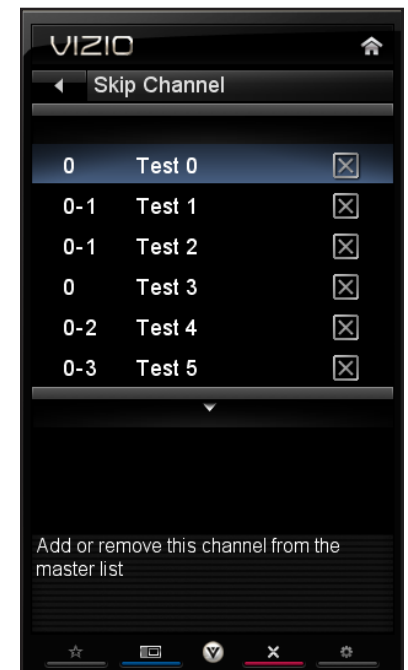 VIZIO
Skip Channel
0 Test 0
0-1 Test 1
0-1 Test 2
0 Test 3
0-2 Test 4
0-3 Test 5
Add or remove this channel from the
master list